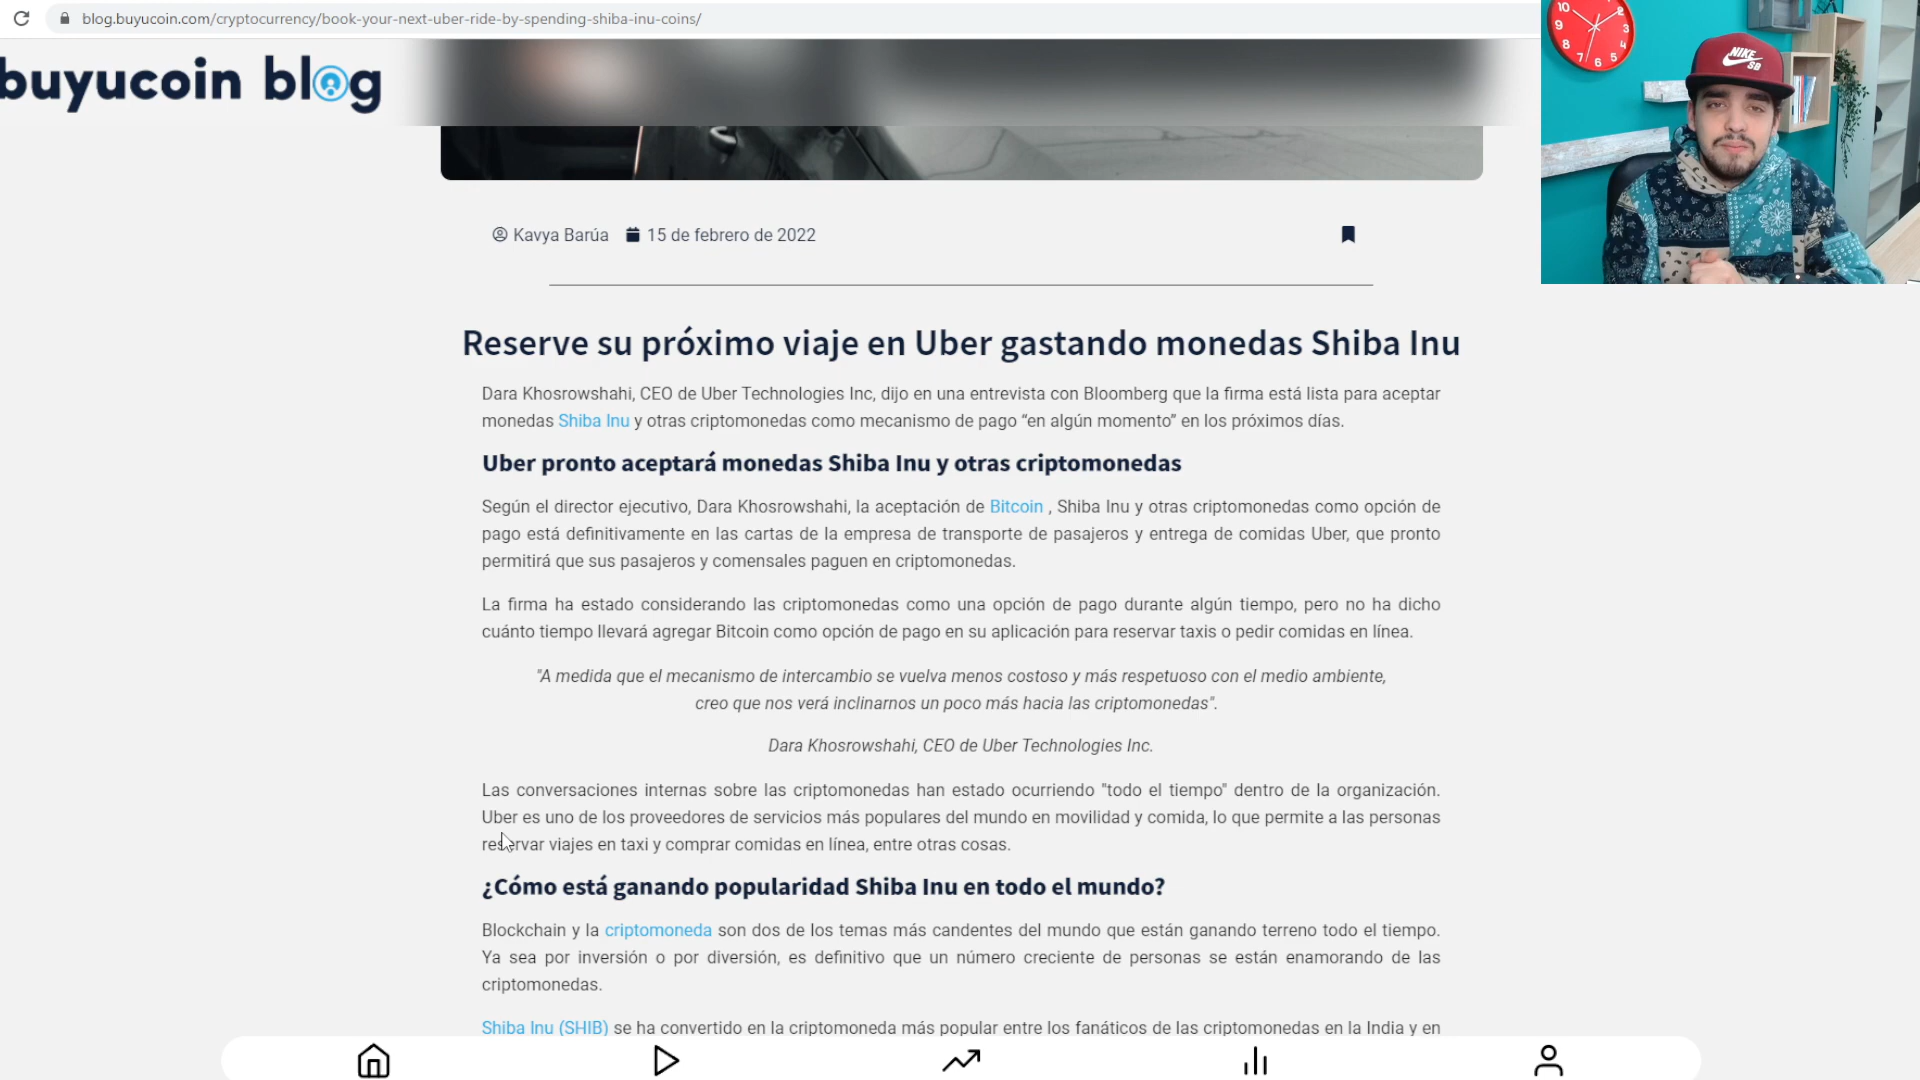 blog.buyucoin.com/cryptocurrency/book-your-next-uber-ride-by-spending-shiba-inu-coins/
buyucoin blog
10 2 3 4 5 6 7 8 9
NIKE
SB
Kavya Barúa 15 de febrero de 2022
Reserve su próximo viaje en Uber gastando monedas Shiba Inu
Dara Khosrowshahi, CEO de Uber Technologies Inc, dijo en una entrevista con Bloomberg que la firma está lista para aceptar
monedas Shiba Inu y otras criptomonedas como mecanismo de pago “en algún momento” en los próximos días.
Uber pronto aceptará monedas Shiba Inu y otras criptomonedas
Según el director ejecutivo, Dara Khosrowshahi, la aceptación de Bitcoin , Shiba Inu y otras criptomonedas como opción de
pago está definitivamente en las cartas de la empresa de transporte de pasajeros y entrega de comidas Uber, que pronto
permitirá que sus pasajeros y comensales paguen en criptomonedas.
La firma ha estado considerando las criptomonedas como una opción de pago durante algún tiempo, pero no ha dicho
cuánto tiempo llevará agregar Bitcoin como opción de pago en su aplicación para reservar taxis o pedir comidas en línea.
"A medida que el mecanismo de intercambio se vuelva menos costoso y más respetuoso con el medio ambiente,
creo que nos verá inclinarnos un poco más hacia las criptomonedas".
Dara Khosrowshahi, CEO de Uber Technologies Inc.
Las conversaciones internas sobre las criptomonedas han estado ocurriendo "todo el tiempo" dentro de la organización.
Uber es uno de los proveedores de servicios más populares del mundo en movilidad y comida, lo que permite a las personas
reservar viajes en taxi y comprar comidas en línea, entre otras cosas.
¿Cómo está ganando popularidad Shiba Inu en todo el mundo?
Blockchain y la criptomoneda son dos de los temas más candentes del mundo que están ganando terreno todo el tiempo.
Ya sea por inversión o por diversión, es definitivo que un número creciente de personas se están enamorando de las
criptomonedas.
Shiba Inu (SHIB) se ha convertido en la criptomoneda más popular entre los fanáticos de las criptomonedas en la India y en